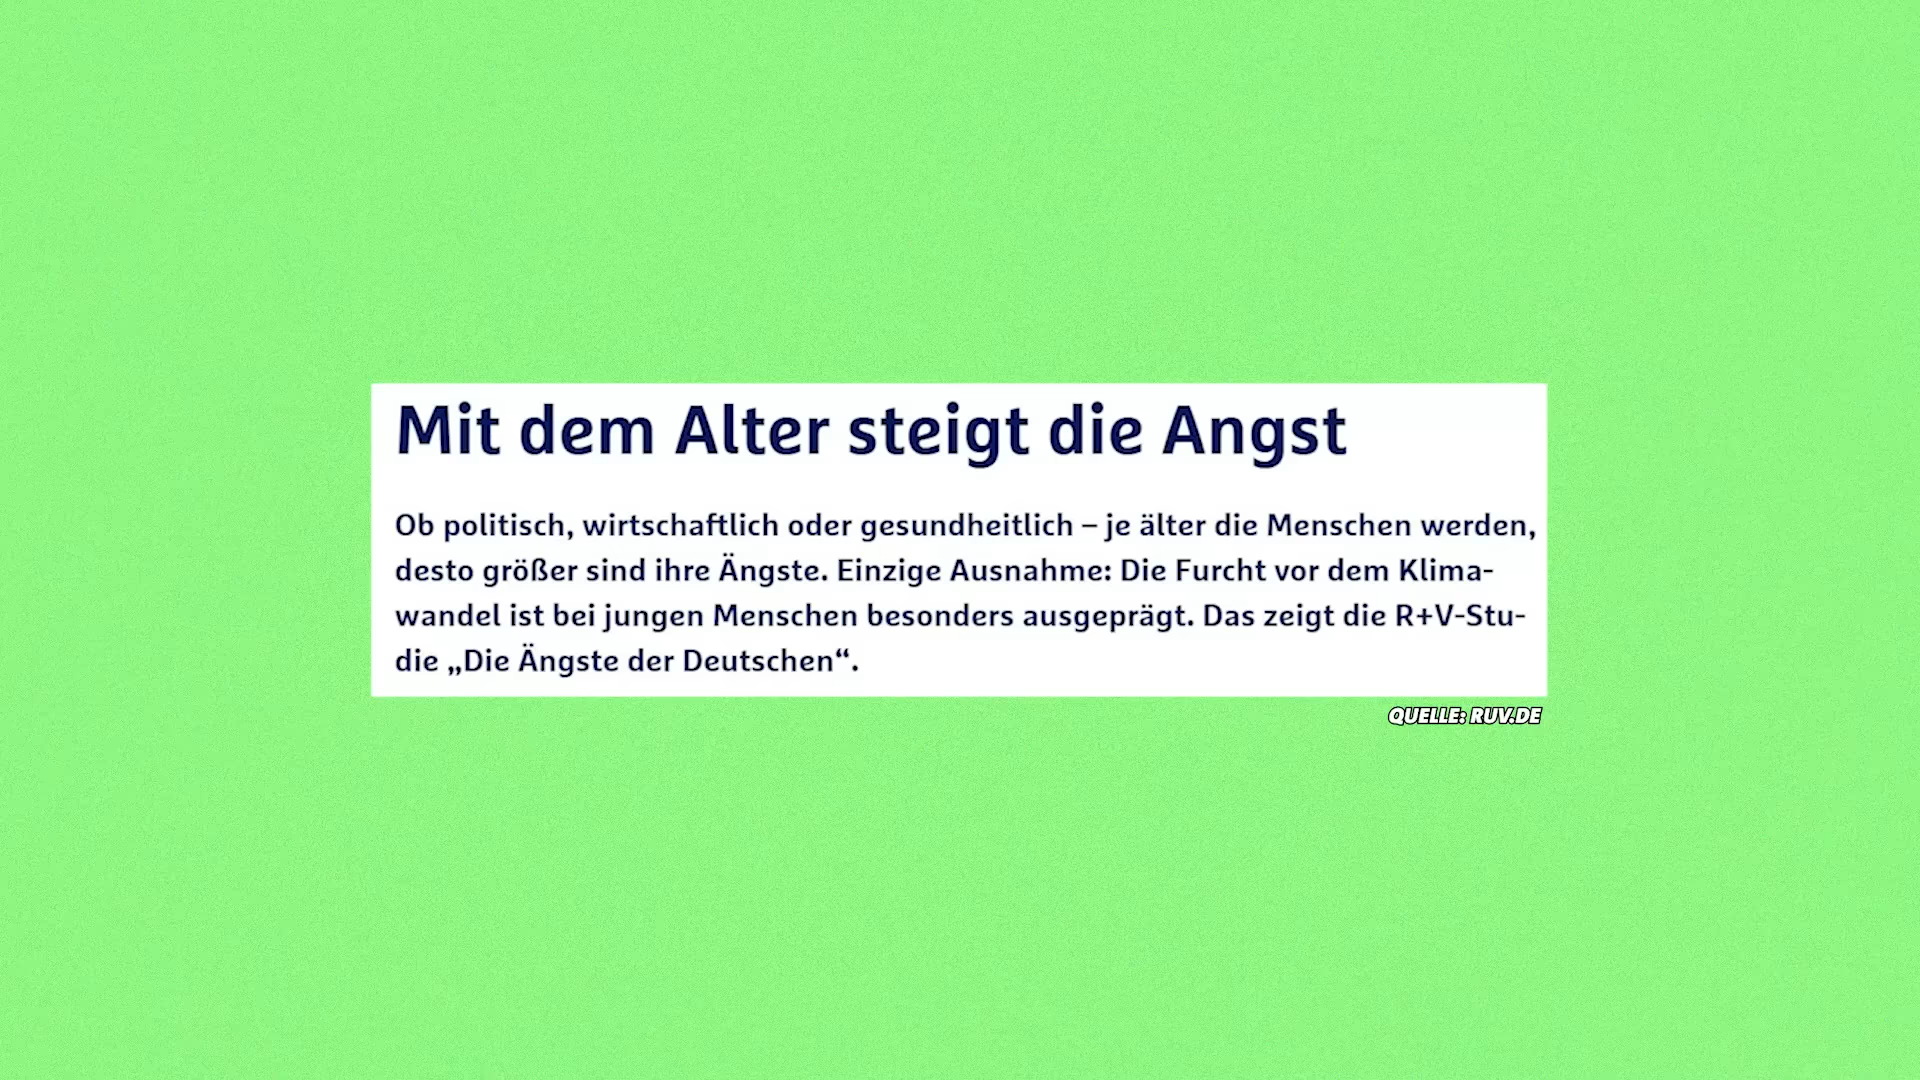 Mit dem Alter steigt die Angst
Ob politisch, wirtschaftlich oder gesundheitlich – je älter die Menschen werden,
desto größer sind ihre Ängste. Einzige Ausnahme: Die Furcht vor dem Klima-
wandel ist bei jungen Menschen besonders ausgeprägt. Das zeigt die R+V-Stu-
die „Die Ängste der Deutschen“.
QUELLE: RUV.DE